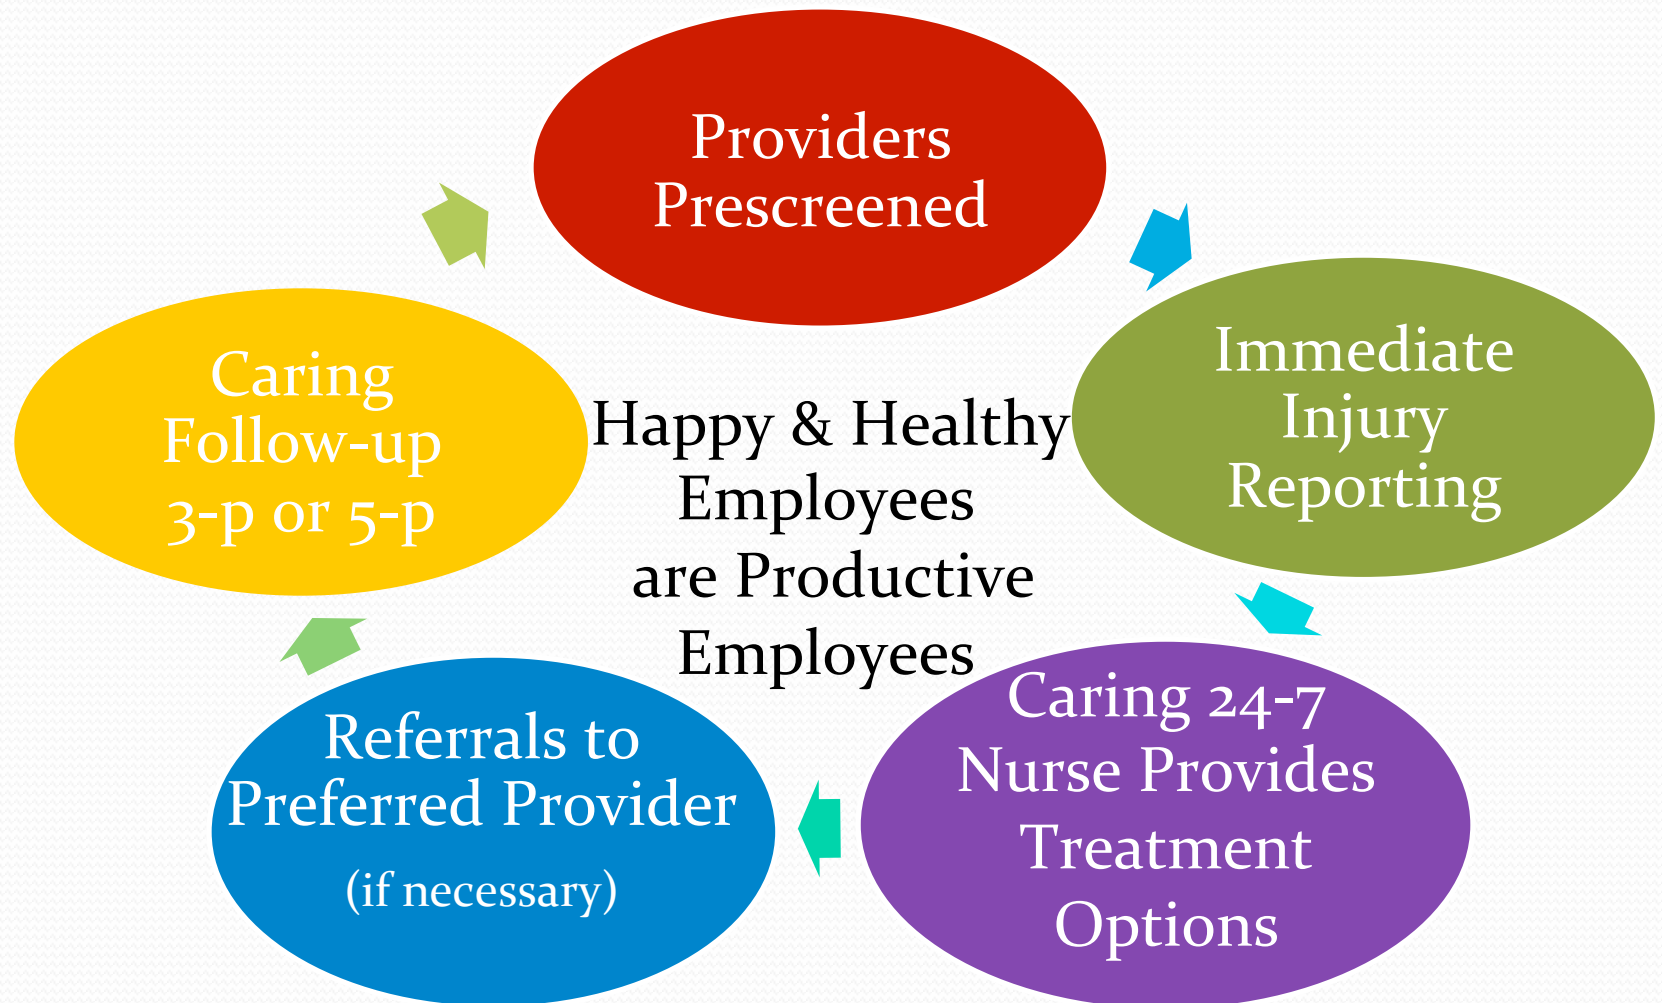 Providers
Prescreened
Immediate
Injury
Reporting
Caring 24-7
Nurse Provides
Treatment
Options
Referrals to
Preferred Provider
(if necessary)
Caring
Follow-up
3-p or 5-p
Happy & Healthy
Employees
are Productive
Employees